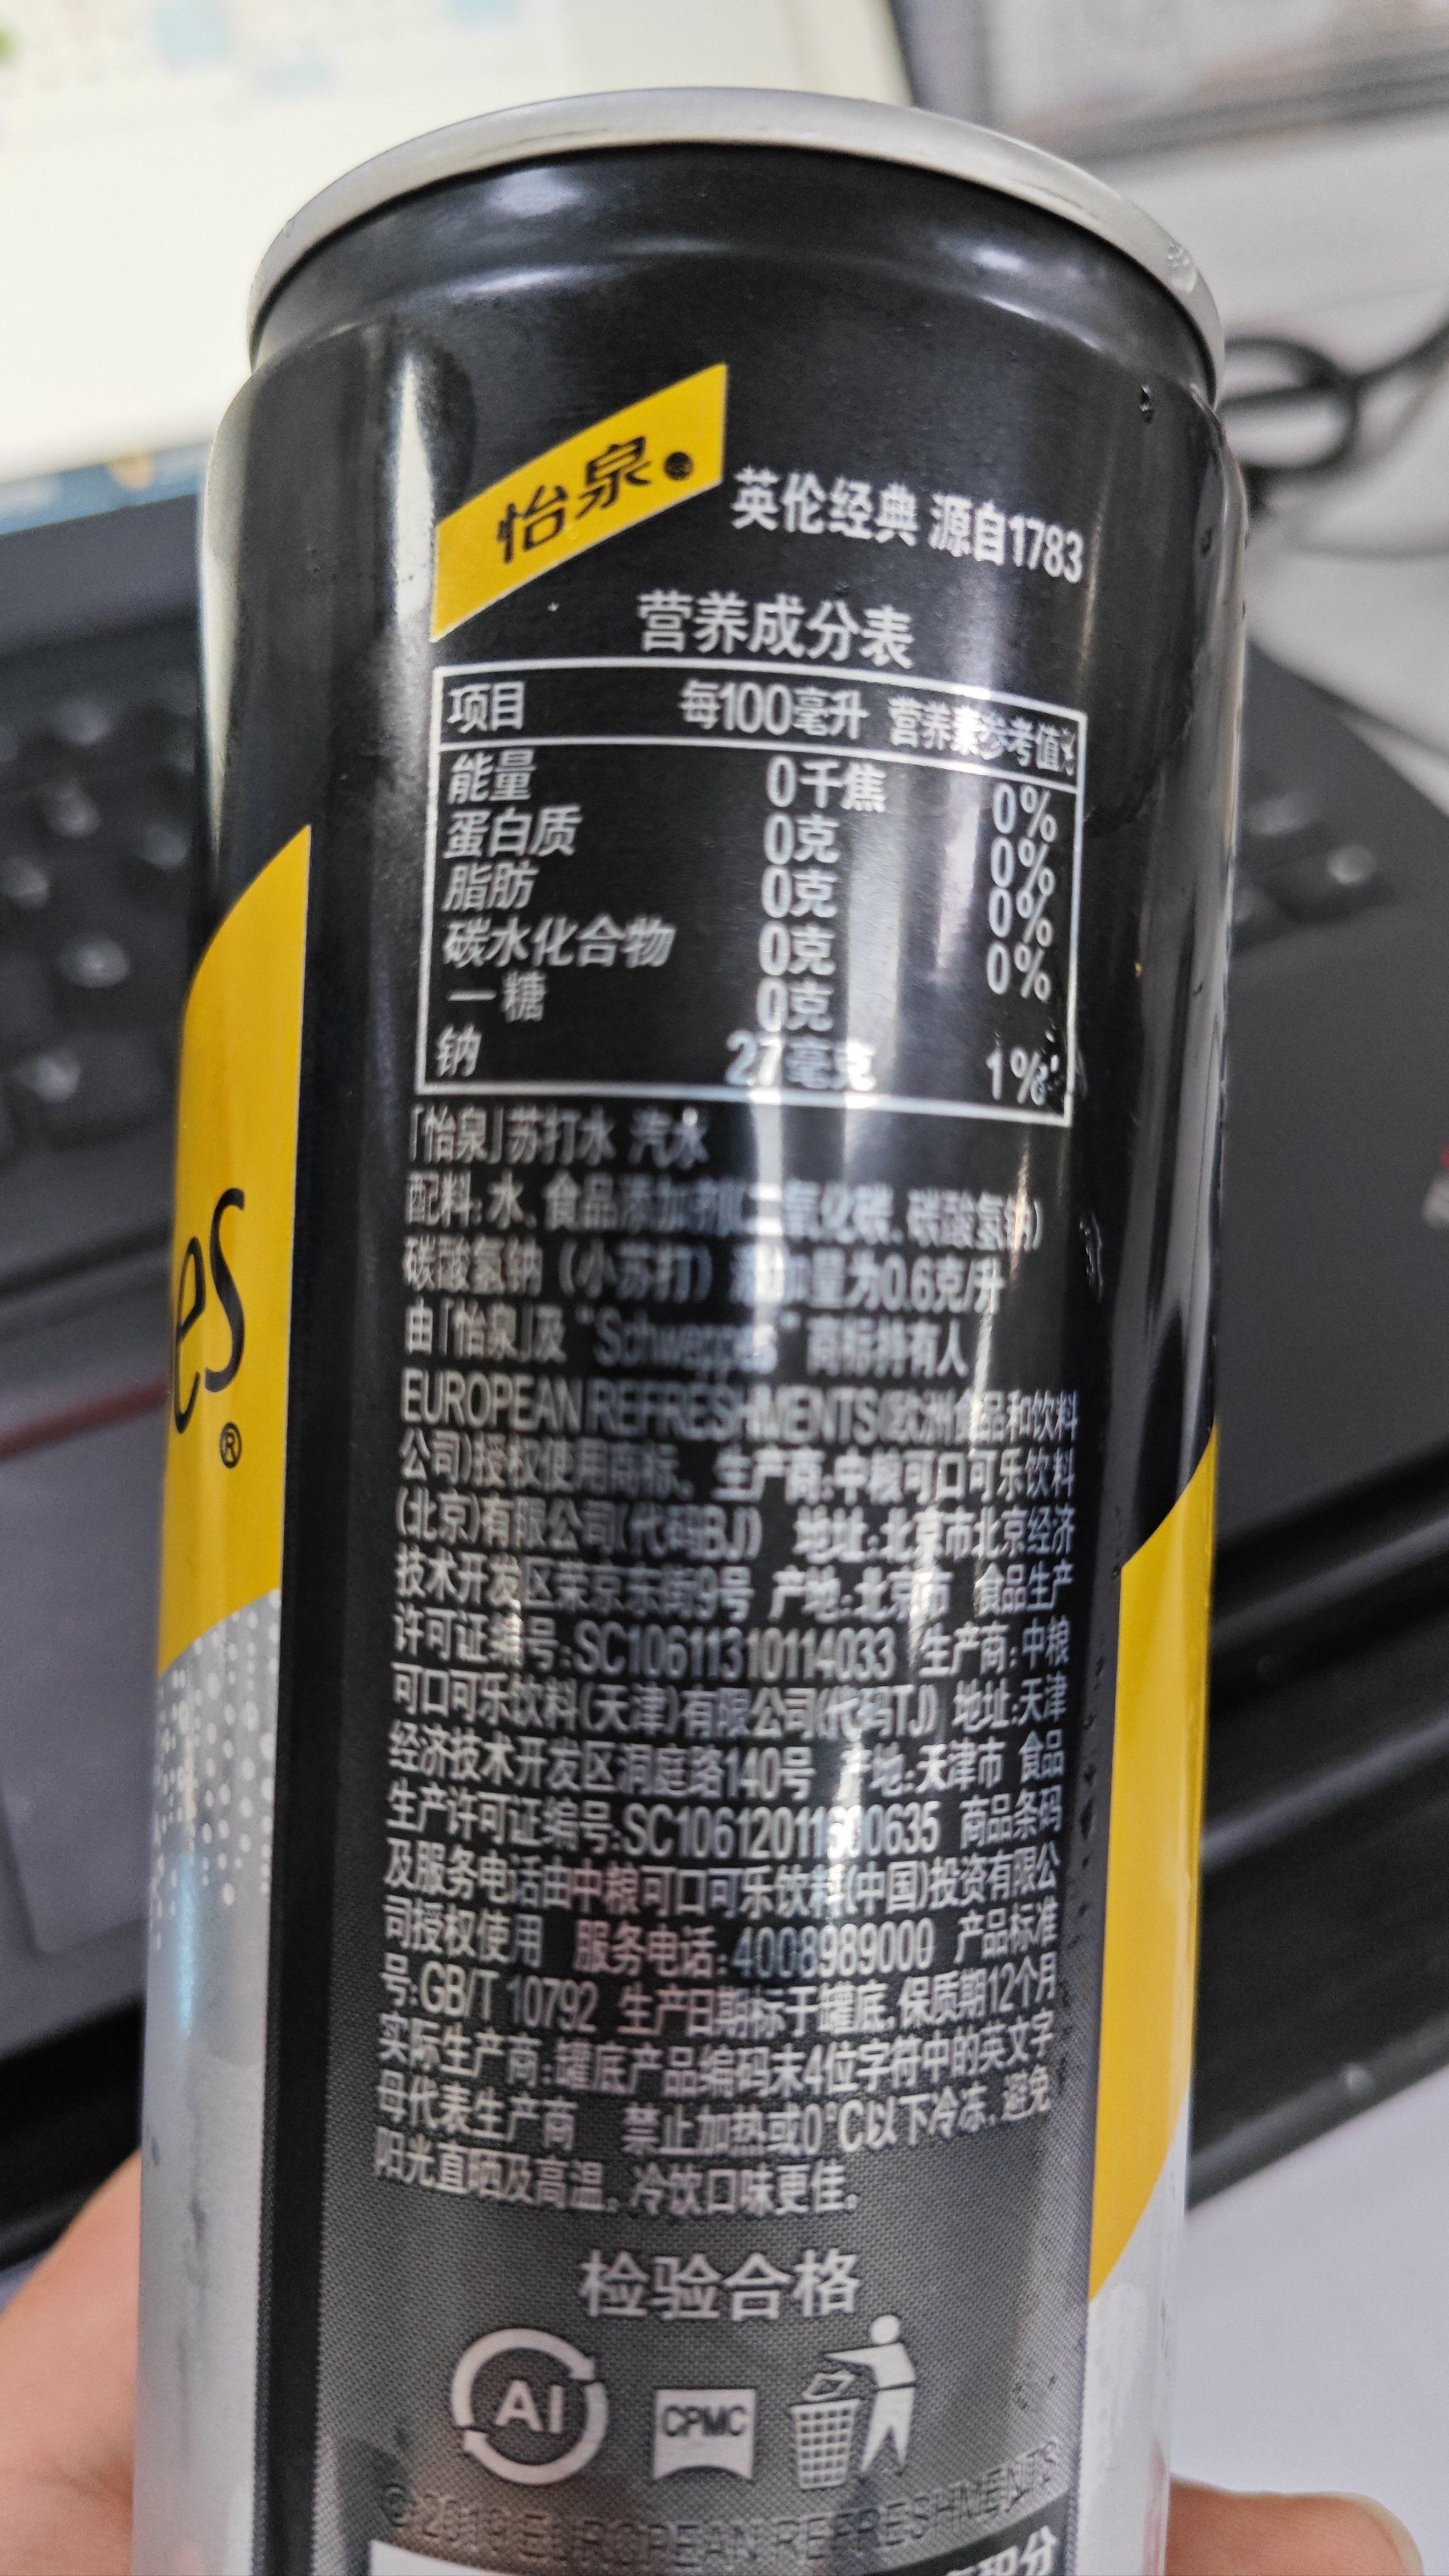 怡泉
英伦经典 源自1783
营养成分表
项目 每100毫升 营养素参考值%
能量 0千焦 0%
蛋白质 0克 0%
脂肪 0克 0%
碳水化合物 0克 0%
一糖 0克
钠 27毫克 1%
「怡泉」苏打水 汽水
配料:水、食品添加剂(二氧化碳、碳酸氢钠)
碳酸氢钠（小苏打）添加量为0.6克/升
由「怡泉」及“Schweppes”商标持有人
EUROPEAN REFRESHMENTS(欧洲食品和饮料
公司)授权使用商标。 生产商:中粮可口可乐饮料
(北京)有限公司(代码BJ) 地址:北京市北京经济
技术开发区荣京东街9号 产地:北京市 食品生产
许可证编号:SC10611310114033 生产商:中粮
可口可乐饮料(天津)有限公司(代码TJ) 地址:天津
经济技术开发区洞庭路140号 产地:天津市 食品
生产许可证编号: 商品条码
及服务电话由中粮可口可乐饮料(中国)投资有限公
司授权使用 服务电话:4008989000 产品标准
号:GB/T 10792 生产日期标于罐底,保质期12个月
实际生产商:罐底产品编码末4位字符中的英文字
母代表生产商 禁止加热或0°C以下冷冻,避免
阳光直晒及高温。冷饮口味更佳。
检验合格
Al
CPMC
© 2019 EUROPEAN REFRESHMENTS
积分
es®